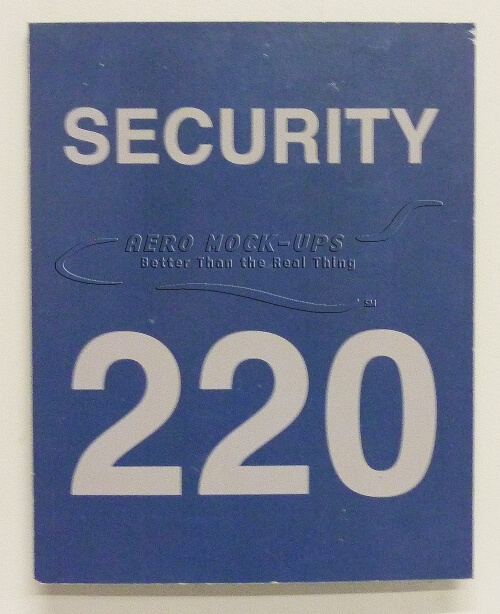 SECURITY
AERO MOCK-UPS
Better Than the Real Thing
SM
220